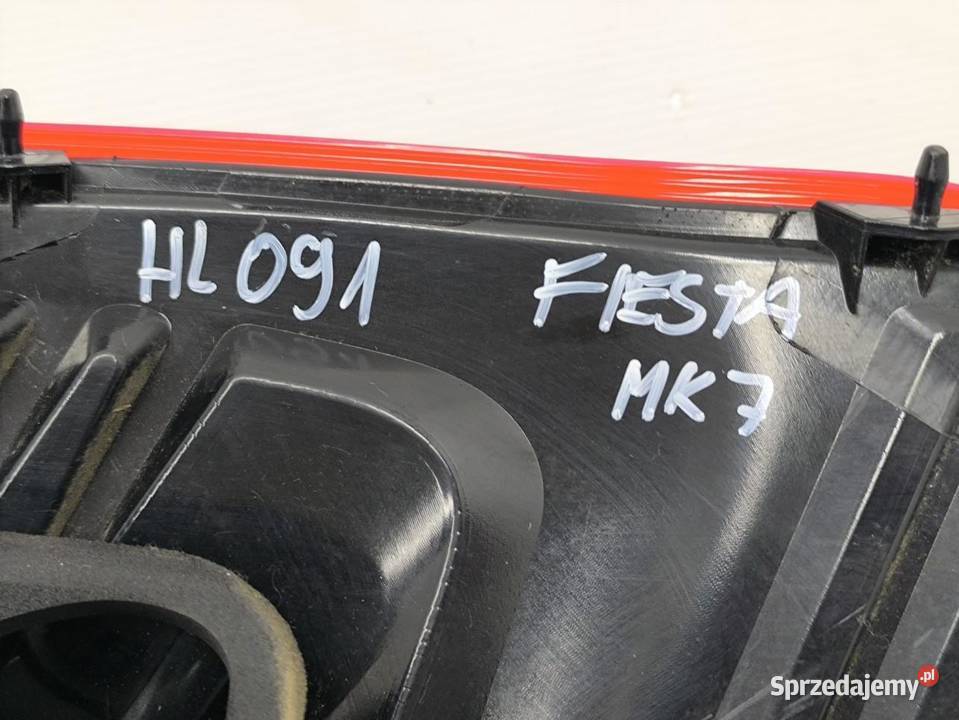 HL091 FIESTA
MK7
Sprzedajemy.pl